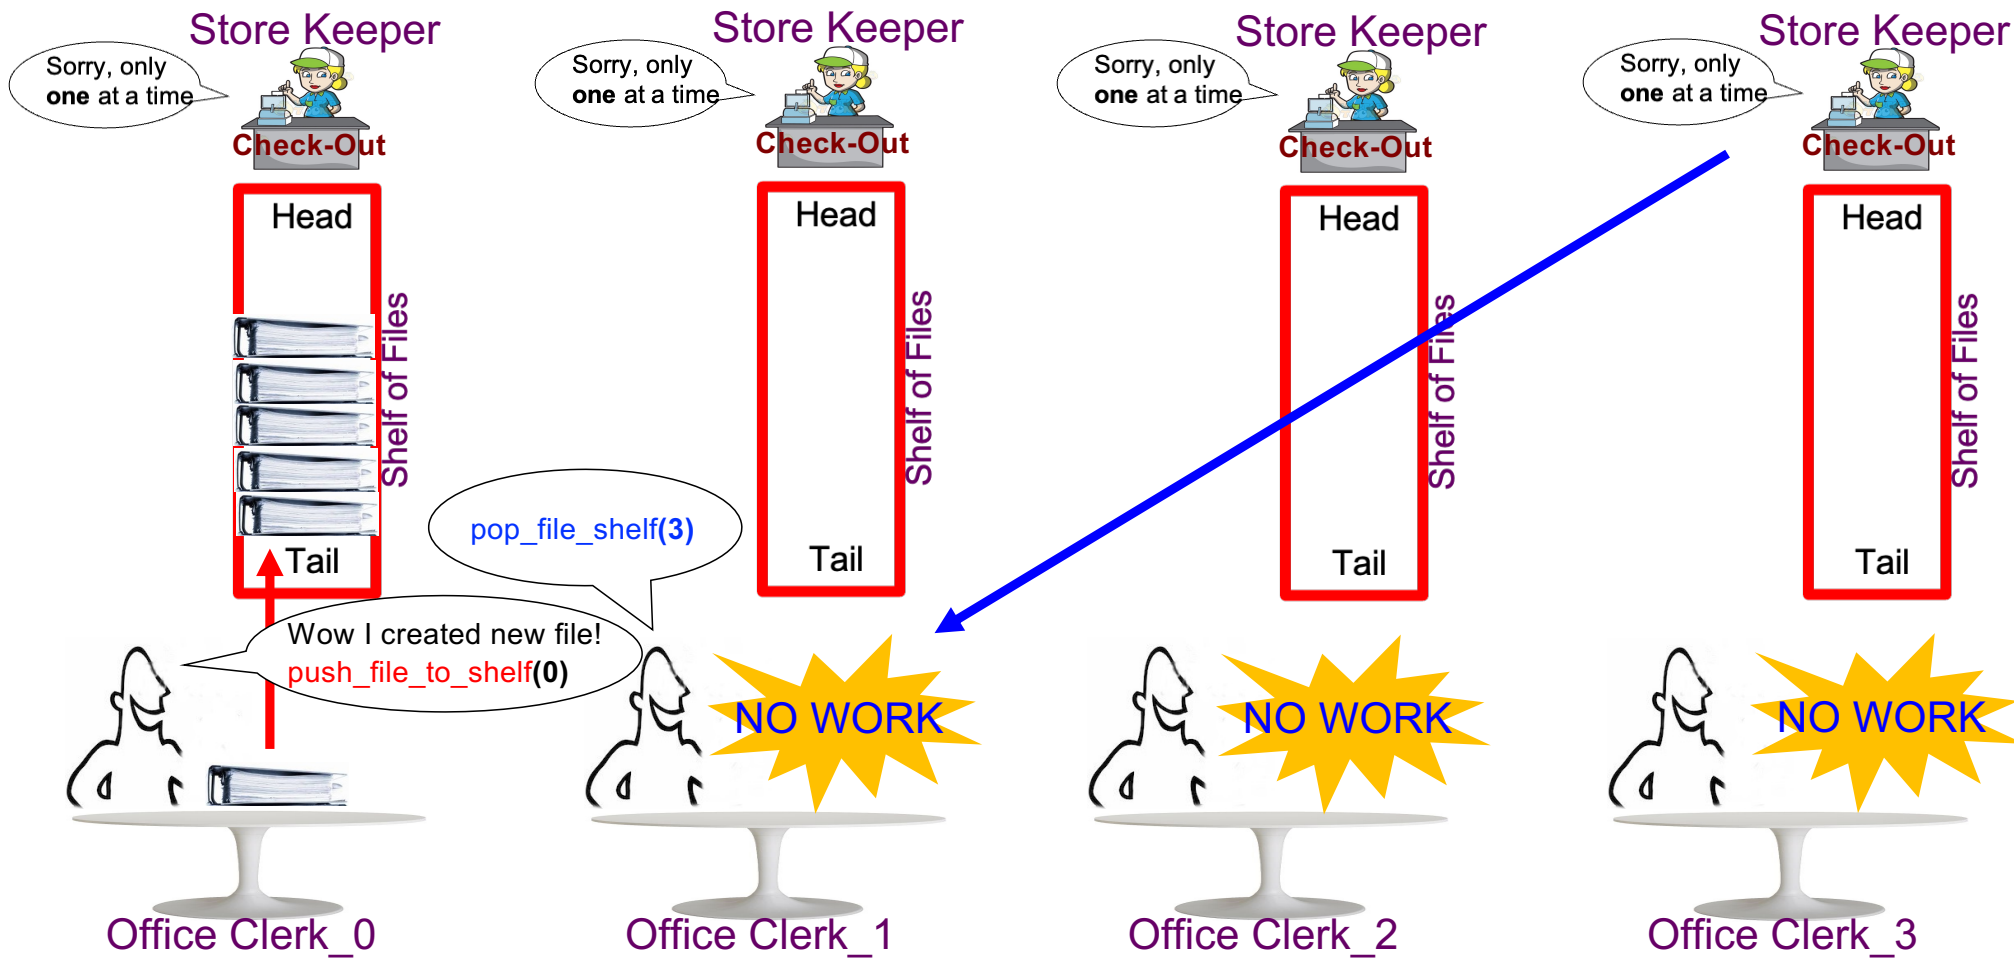 Store Keeper
Sorry, only
one at a time
Check-Out
Head
Shelf of Files
Tail
Wow I created new file!
push_file_to_shelf(0)
Office Clerk_0
Store Keeper
Sorry, only
one at a time
Check-Out
Head
Shelf of Files
Tail
pop_file_shelf(3)
NO WORK
Office Clerk_1
Store Keeper
Sorry, only
one at a time
Check-Out
Head
Shelf of Files
Tail
NO WORK
Office Clerk_2
Store Keeper
Sorry, only
one at a time
Check-Out
Head
Shelf of Files
Tail
NO WORK
Office Clerk_3